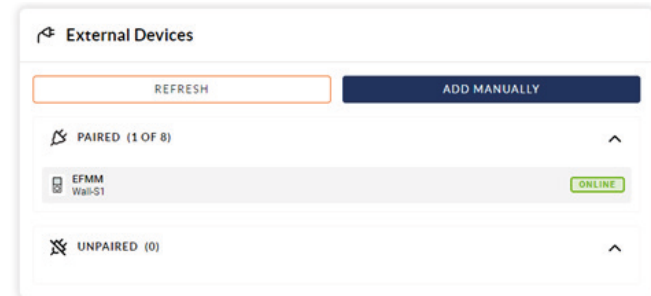 External Devices
REFRESH
ADD MANUALLY
PAIRED (1 OF 8)
EFMM
Wall-S1
ONLINE
UNPAIRED (0)